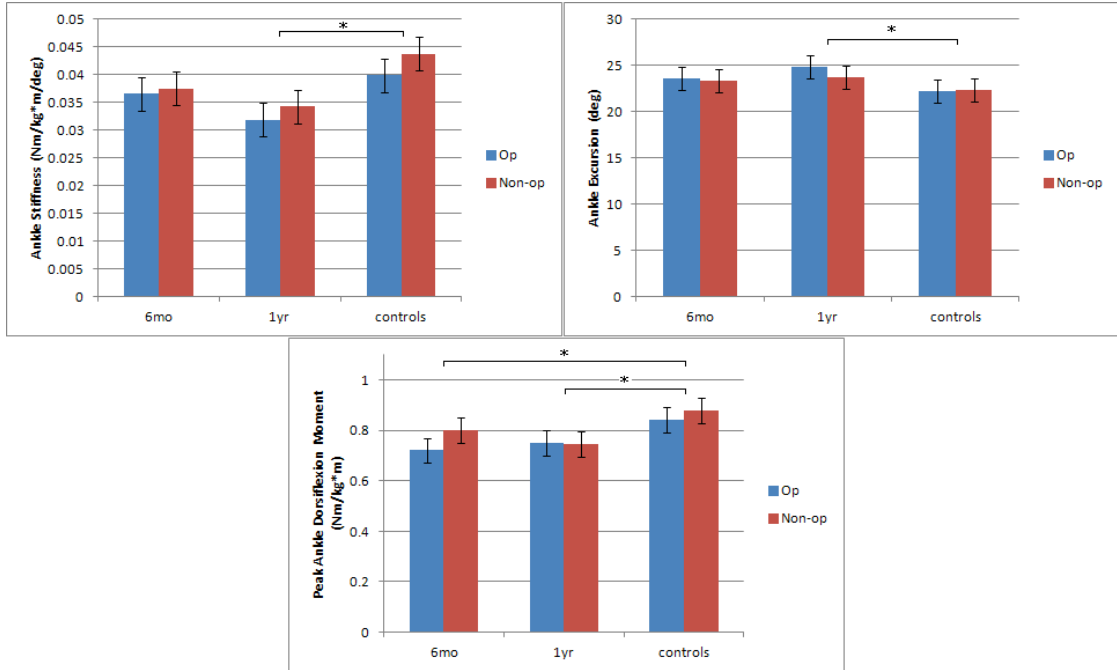 *
0.05
0.045
0.04
0.035
0.03
0.025
0.02
0.015
0.01
0.005
0
Ankle Stiffness (Nm/kg*m/deg)
6mo 1yr controls
Op
Non-op
*
30
25
20
15
10
5
0
Ankle Excursion (deg)
6mo 1yr controls
Op
Non-op
*
*
1
0.8
0.6
0.4
0.2
0
Peak Ankle Dorsiflexion Moment
(Nm/kg*m)
6mo 1yr controls
Op
Non-op